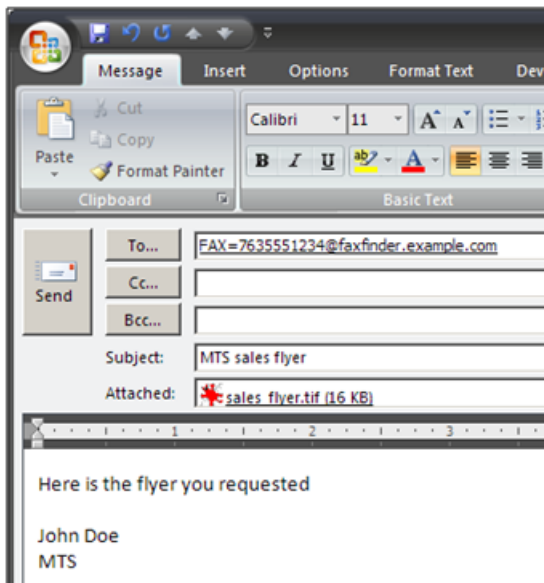 Message Insert Options Format Text Dev
Cut
Copy
Paste
Format Painter
Clipboard
Calibri 11 A A
B I U ab A
Basic Text
Send
To... FAX=7635551234@faxfinder.example.com
Cc...
Bcc...
Subject: MTS sales flyer
Attached: sales_flyer.tif (16 KB)
1 2 3
Here is the flyer you requested
John Doe
MTS